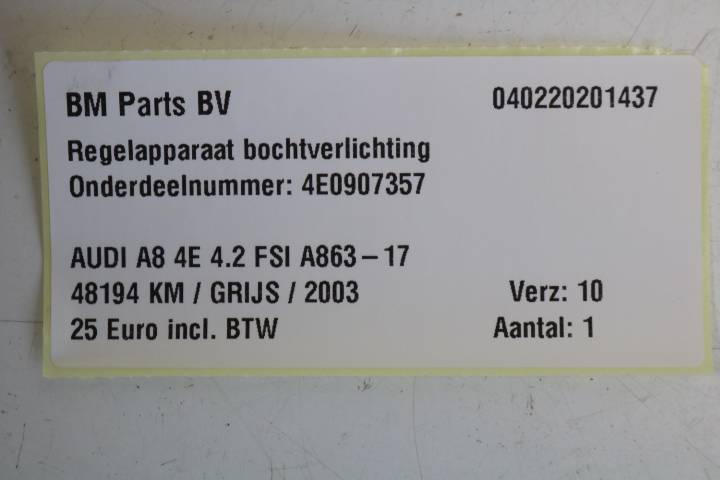 BM Parts BV 040220201437
Regelapparaat bochtverlichting
Onderdeelnummer: 4E0907357
AUDI A8 4E 4.2 FSI A863-17
48194 KM / GRIJS / 2003 Verz: 10
25 Euro incl. BTW Aantal: 1